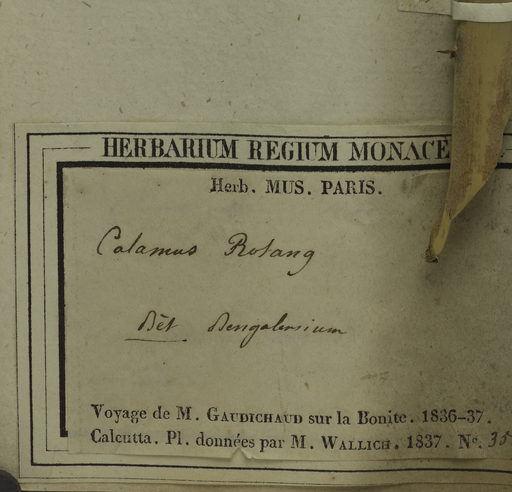 HERBARIUM REGIUM MONACE
Herb. MUS. PARIS.
Calamus Rotang
Bêt Bengalensium
Voyage de M. GAUDICHAUD sur la Bonite. 1836-37.
Calcutta. Pl. données par M. WALLICH. 1837. Nº. 35